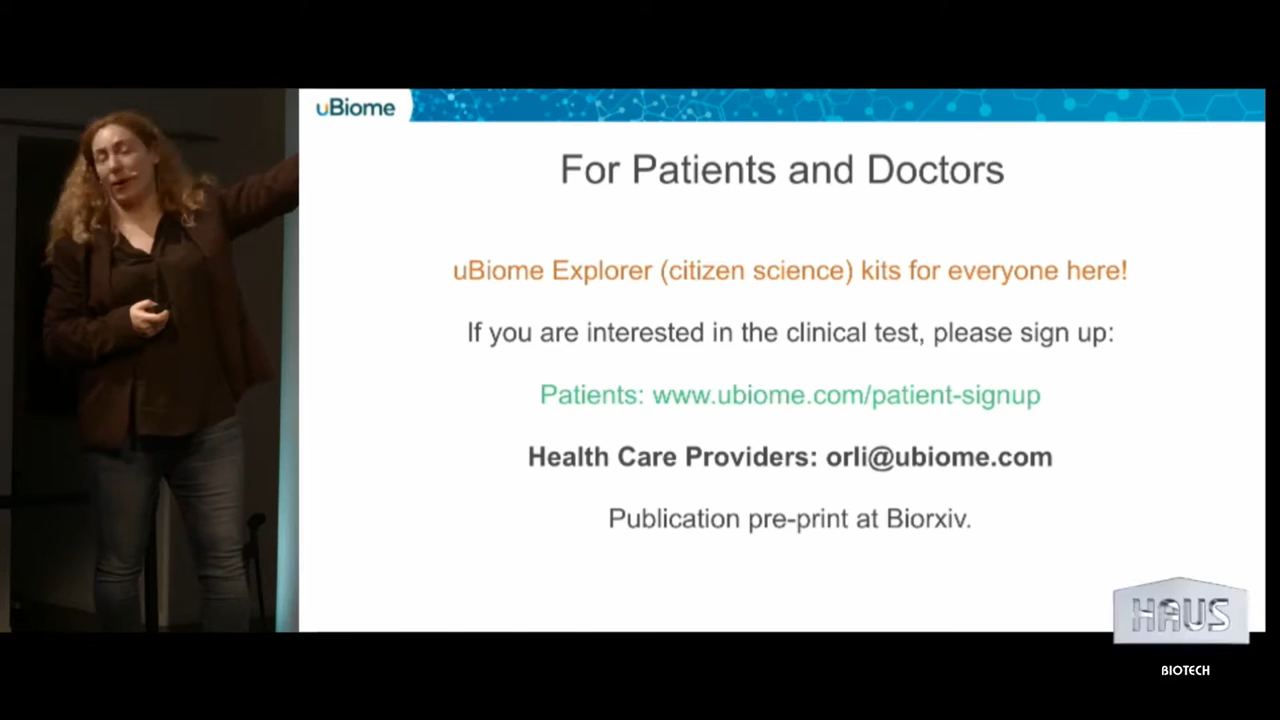 uBiome
For Patients and Doctors
uBiome Explorer (citizen science) kits for everyone here!
If you are interested in the clinical test, please sign up:
Patients: www.ubiome.com/patient-signup
Health Care Providers: orli@ubiome.com
Publication pre-print at Biorxiv.
HAUS
BIOTECH